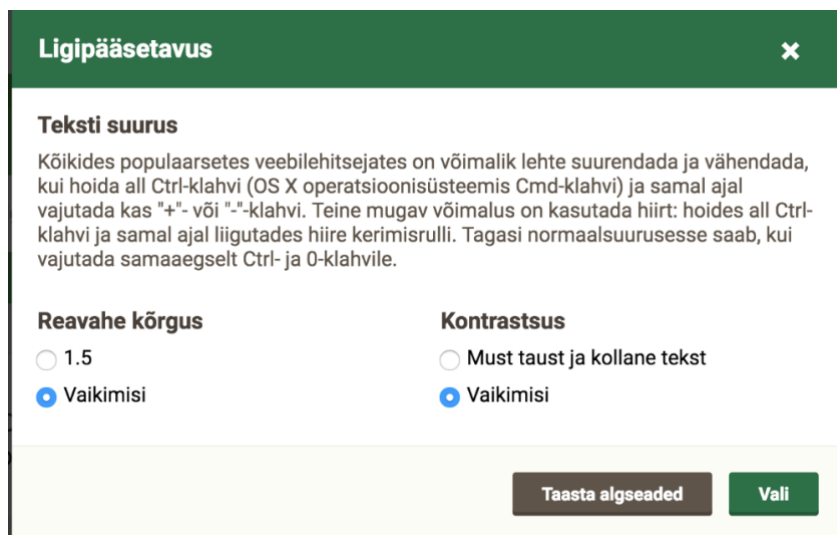 Ligipääsetavus
Teksti suurus
Kõikides populaarsetes veebilehitsejates on võimalik lehte suurendada ja vähendada,
kui hoida all Ctrl-klahvi (OS X operatsioonisüsteemis Cmd-klahvi) ja samal ajal
vajutada kas "+"- või "-"-klahvi. Teine mugav võimalus on kasutada hiirt: hoides all Ctrl-
klahvi ja samal ajal liigutades hiire kerimisrulli. Tagasi normaalsuurusesse saab, kui
vajutada samaaegselt Ctrl- ja 0-klahvile.
Reavahe kõrgus
1.5
Vaikimisi
Kontrastsus
Must taust ja kollane tekst
Vaikimisi
Taasta algseaded
Vali